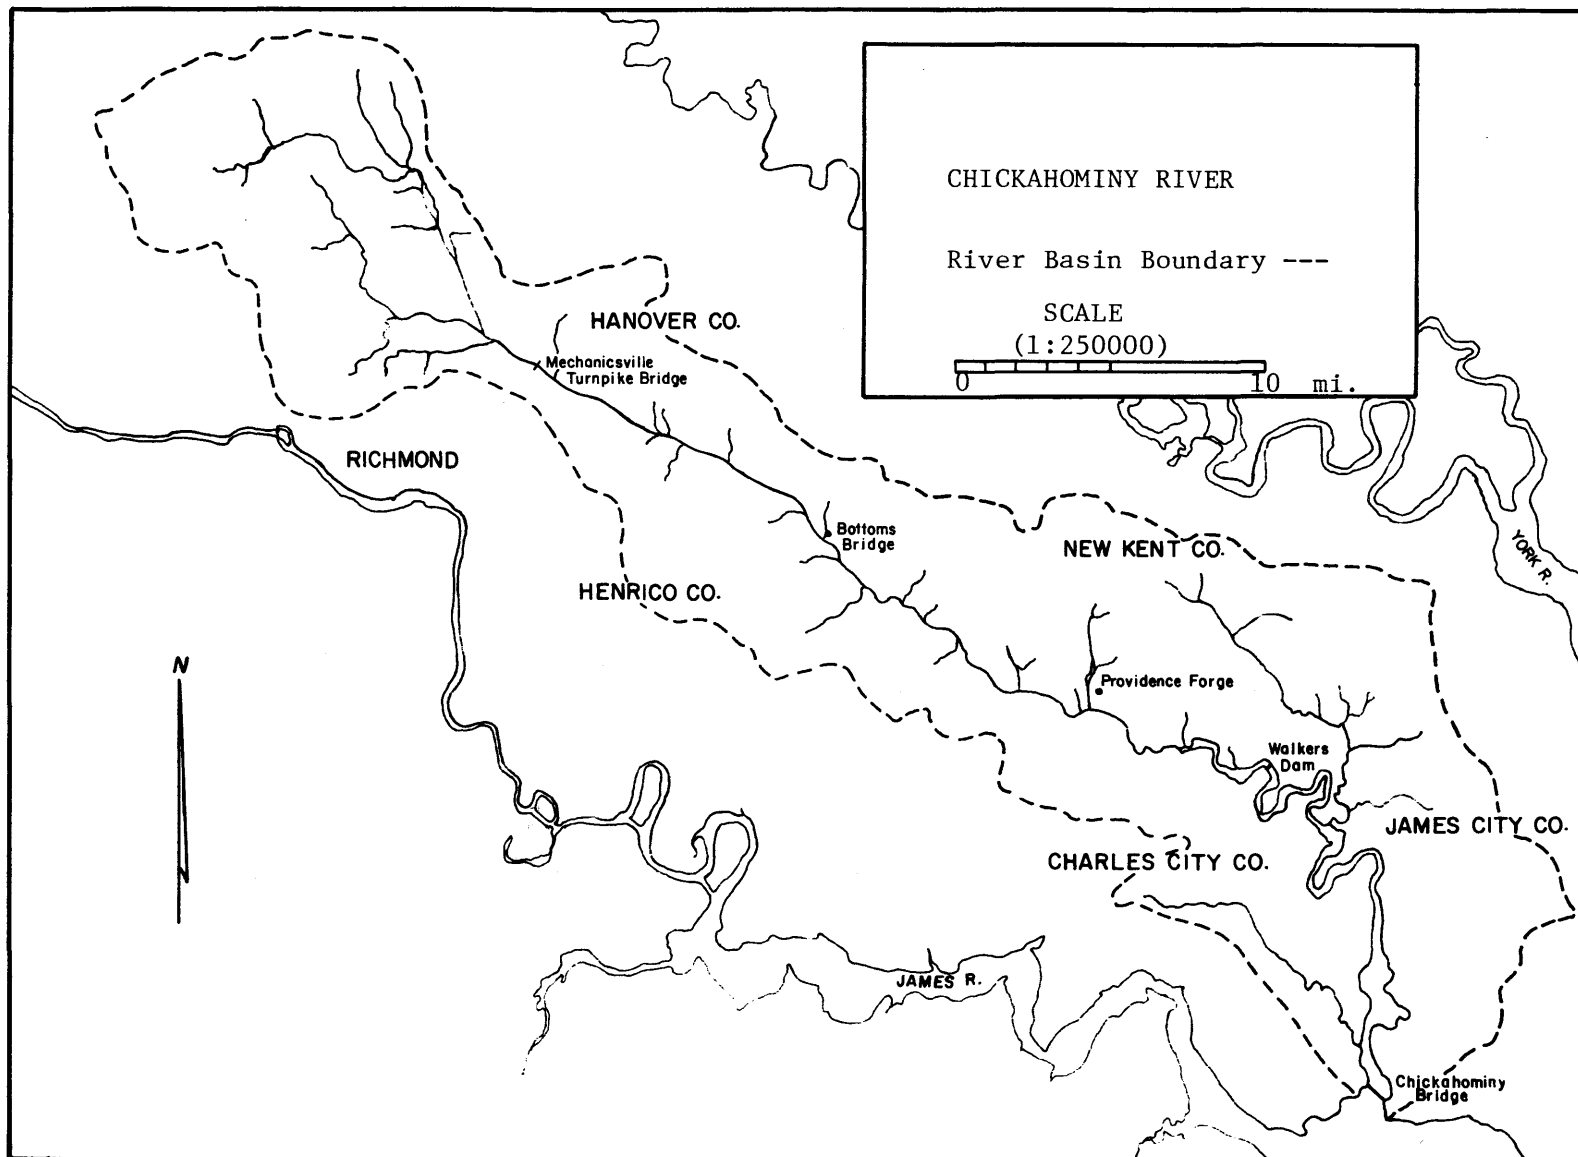 CHICKAHOMINY RIVER
River Basin Boundary ---
SCALE
(1:250000)
0 10 mi.
HANOVER CO.
Mechanicsville
Turnpike Bridge
RICHMOND
Bottoms
Bridge
NEW KENT CO.
YORK R.
HENRICO CO.
N
Providence Forge
Walkers
Dam
JAMES CITY CO.
CHARLES CITY CO.
JAMES R.
Chickahominy
Bridge